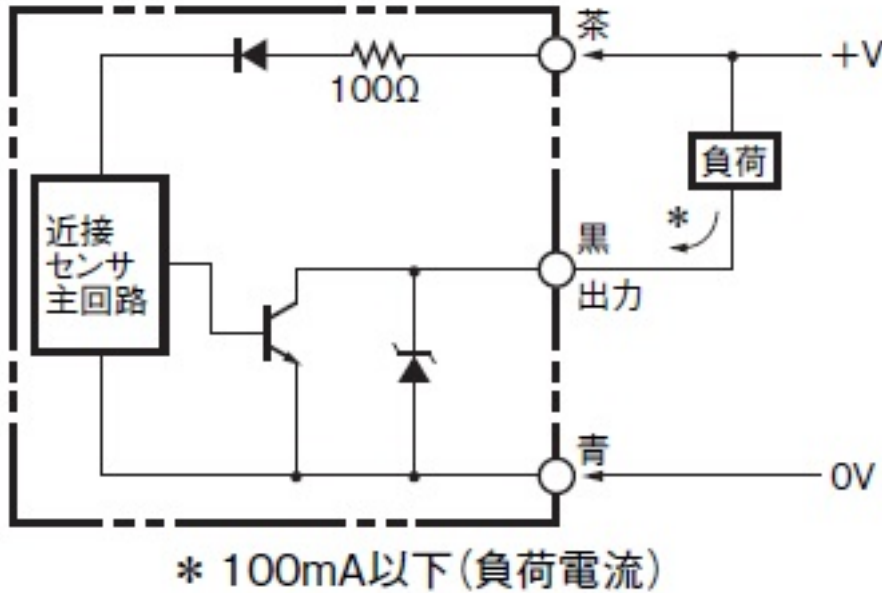 茶
+V
100Ω
負荷
近接
センサ
主回路
*
黒
出力
青
0V
* 100mA以下(負荷電流)